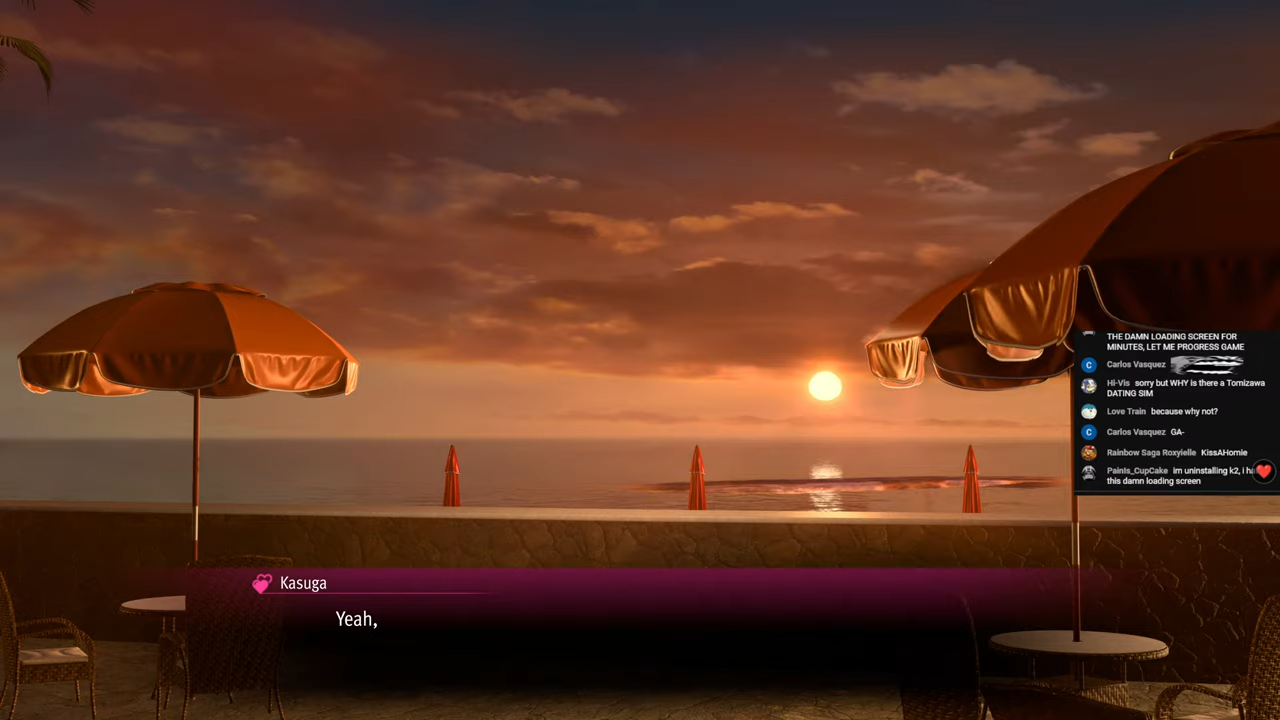 THE DAMN LOADING SCREEN FOR
MINUTES, LET ME PROGRESS GAME
C Carlos Vasquez
Hi-Vis sorry but WHY is there a Tomizawa
DATING SIM
Love Train because why not?
C Carlos Vasquez GA-
Rainbow Saga Roxyielle KissAHomie
PainIs_CupCake im uninstalling k2, i
this damn loading screen
Kasuga
Yeah,